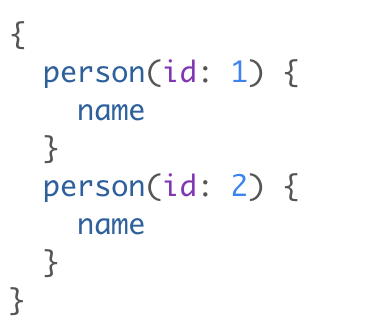 {
  person(id: 1) {
    name
  }
  person(id: 2) {
    name
  }
}